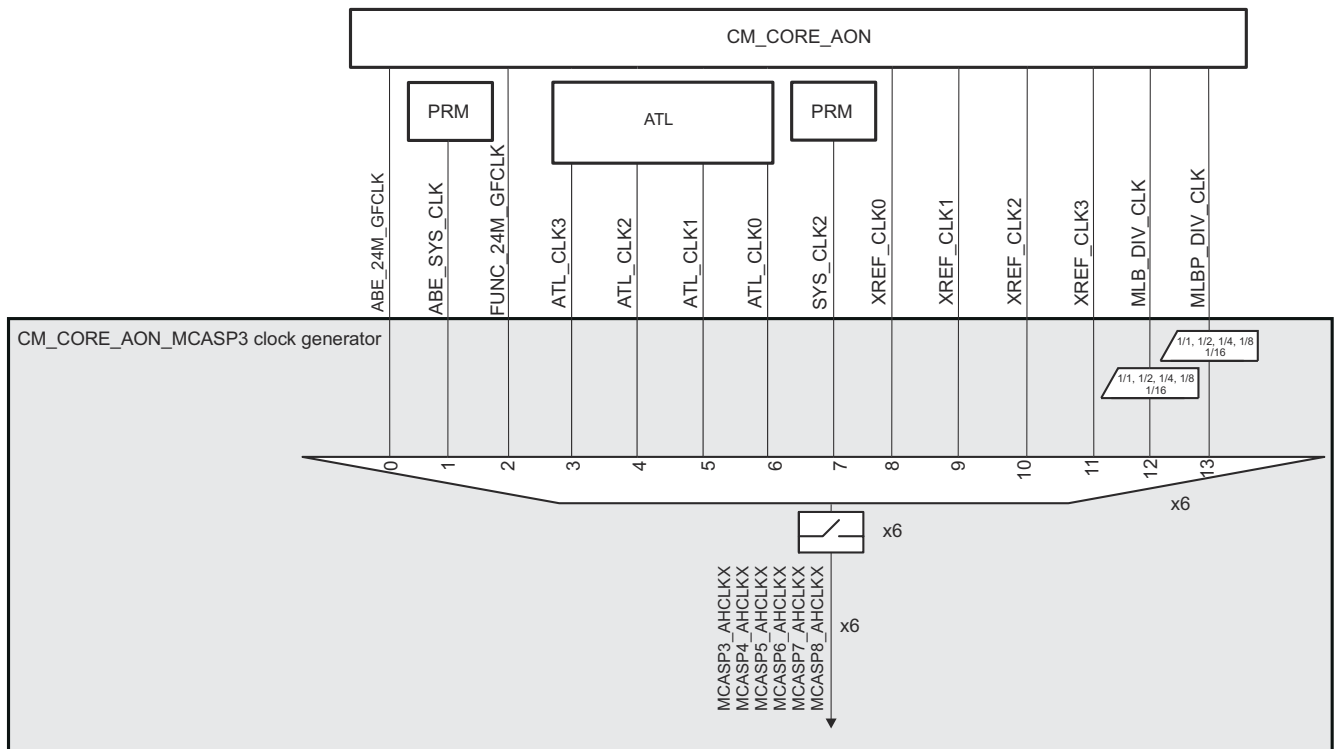 CM_CORE_AON
PRM
ATL
PRM
ABE_24M_GFCLK
ABE_SYS_CLK
FUNC_24M_GFCLK
ATL_CLK3
ATL_CLK2
ATL_CLK1
ATL_CLK0
SYS_CLK2
XREF_CLK0
XREF_CLK1
XREF_CLK2
XREF_CLK3
MLB_DIV_CLK
MLBP_DIV_CLK
CM_CORE_AON_MCASP3 clock generator
1/1, 1/2, 1/4, 1/8
1/16
1/1, 1/2, 1/4, 1/8
1/16
0
1
2
3
4
5
6
7
8
9
10
11
12
13
x6
x6
MCASP3_AHCLKX
MCASP4_AHCLKX
MCASP5_AHCLKX
MCASP6_AHCLKX
MCASP7_AHCLKX
MCASP8_AHCLKX
x6